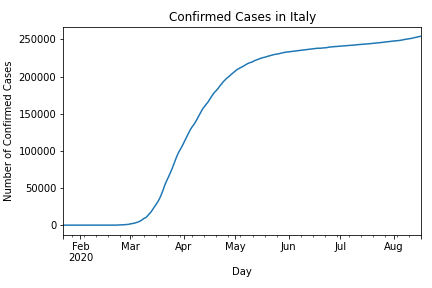 Confirmed Cases in Italy
250000
200000
150000
100000
50000
0
Number of Confirmed Cases
Feb Mar Apr May Jun Jul Aug
2020
Day